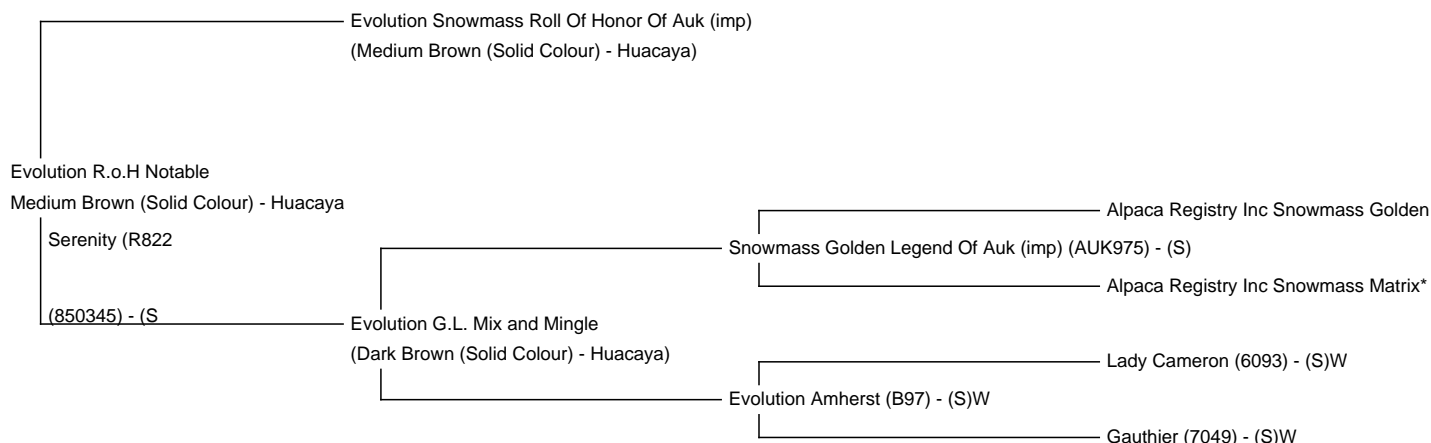 Evolution Snowmass Roll Of Honor Of Auk (imp)
(Medium Brown (Solid Colour) - Huacaya)
Evolution R.o.H Notable
Medium Brown (Solid Colour) - Huacaya
Serenity (R822
(850345) - (S
Alpaca Registry Inc Snowmass Golden
Snowmass Golden Legend Of Auk (imp) (AUK975) - (S)
Alpaca Registry Inc Snowmass Matrix*
Evolution G.L. Mix and Mingle
(Dark Brown (Solid Colour) - Huacaya)
Lady Cameron (6093) - (S)W
Evolution Amherst (B97) - (S)W
Gauthier (7049) - (S)W